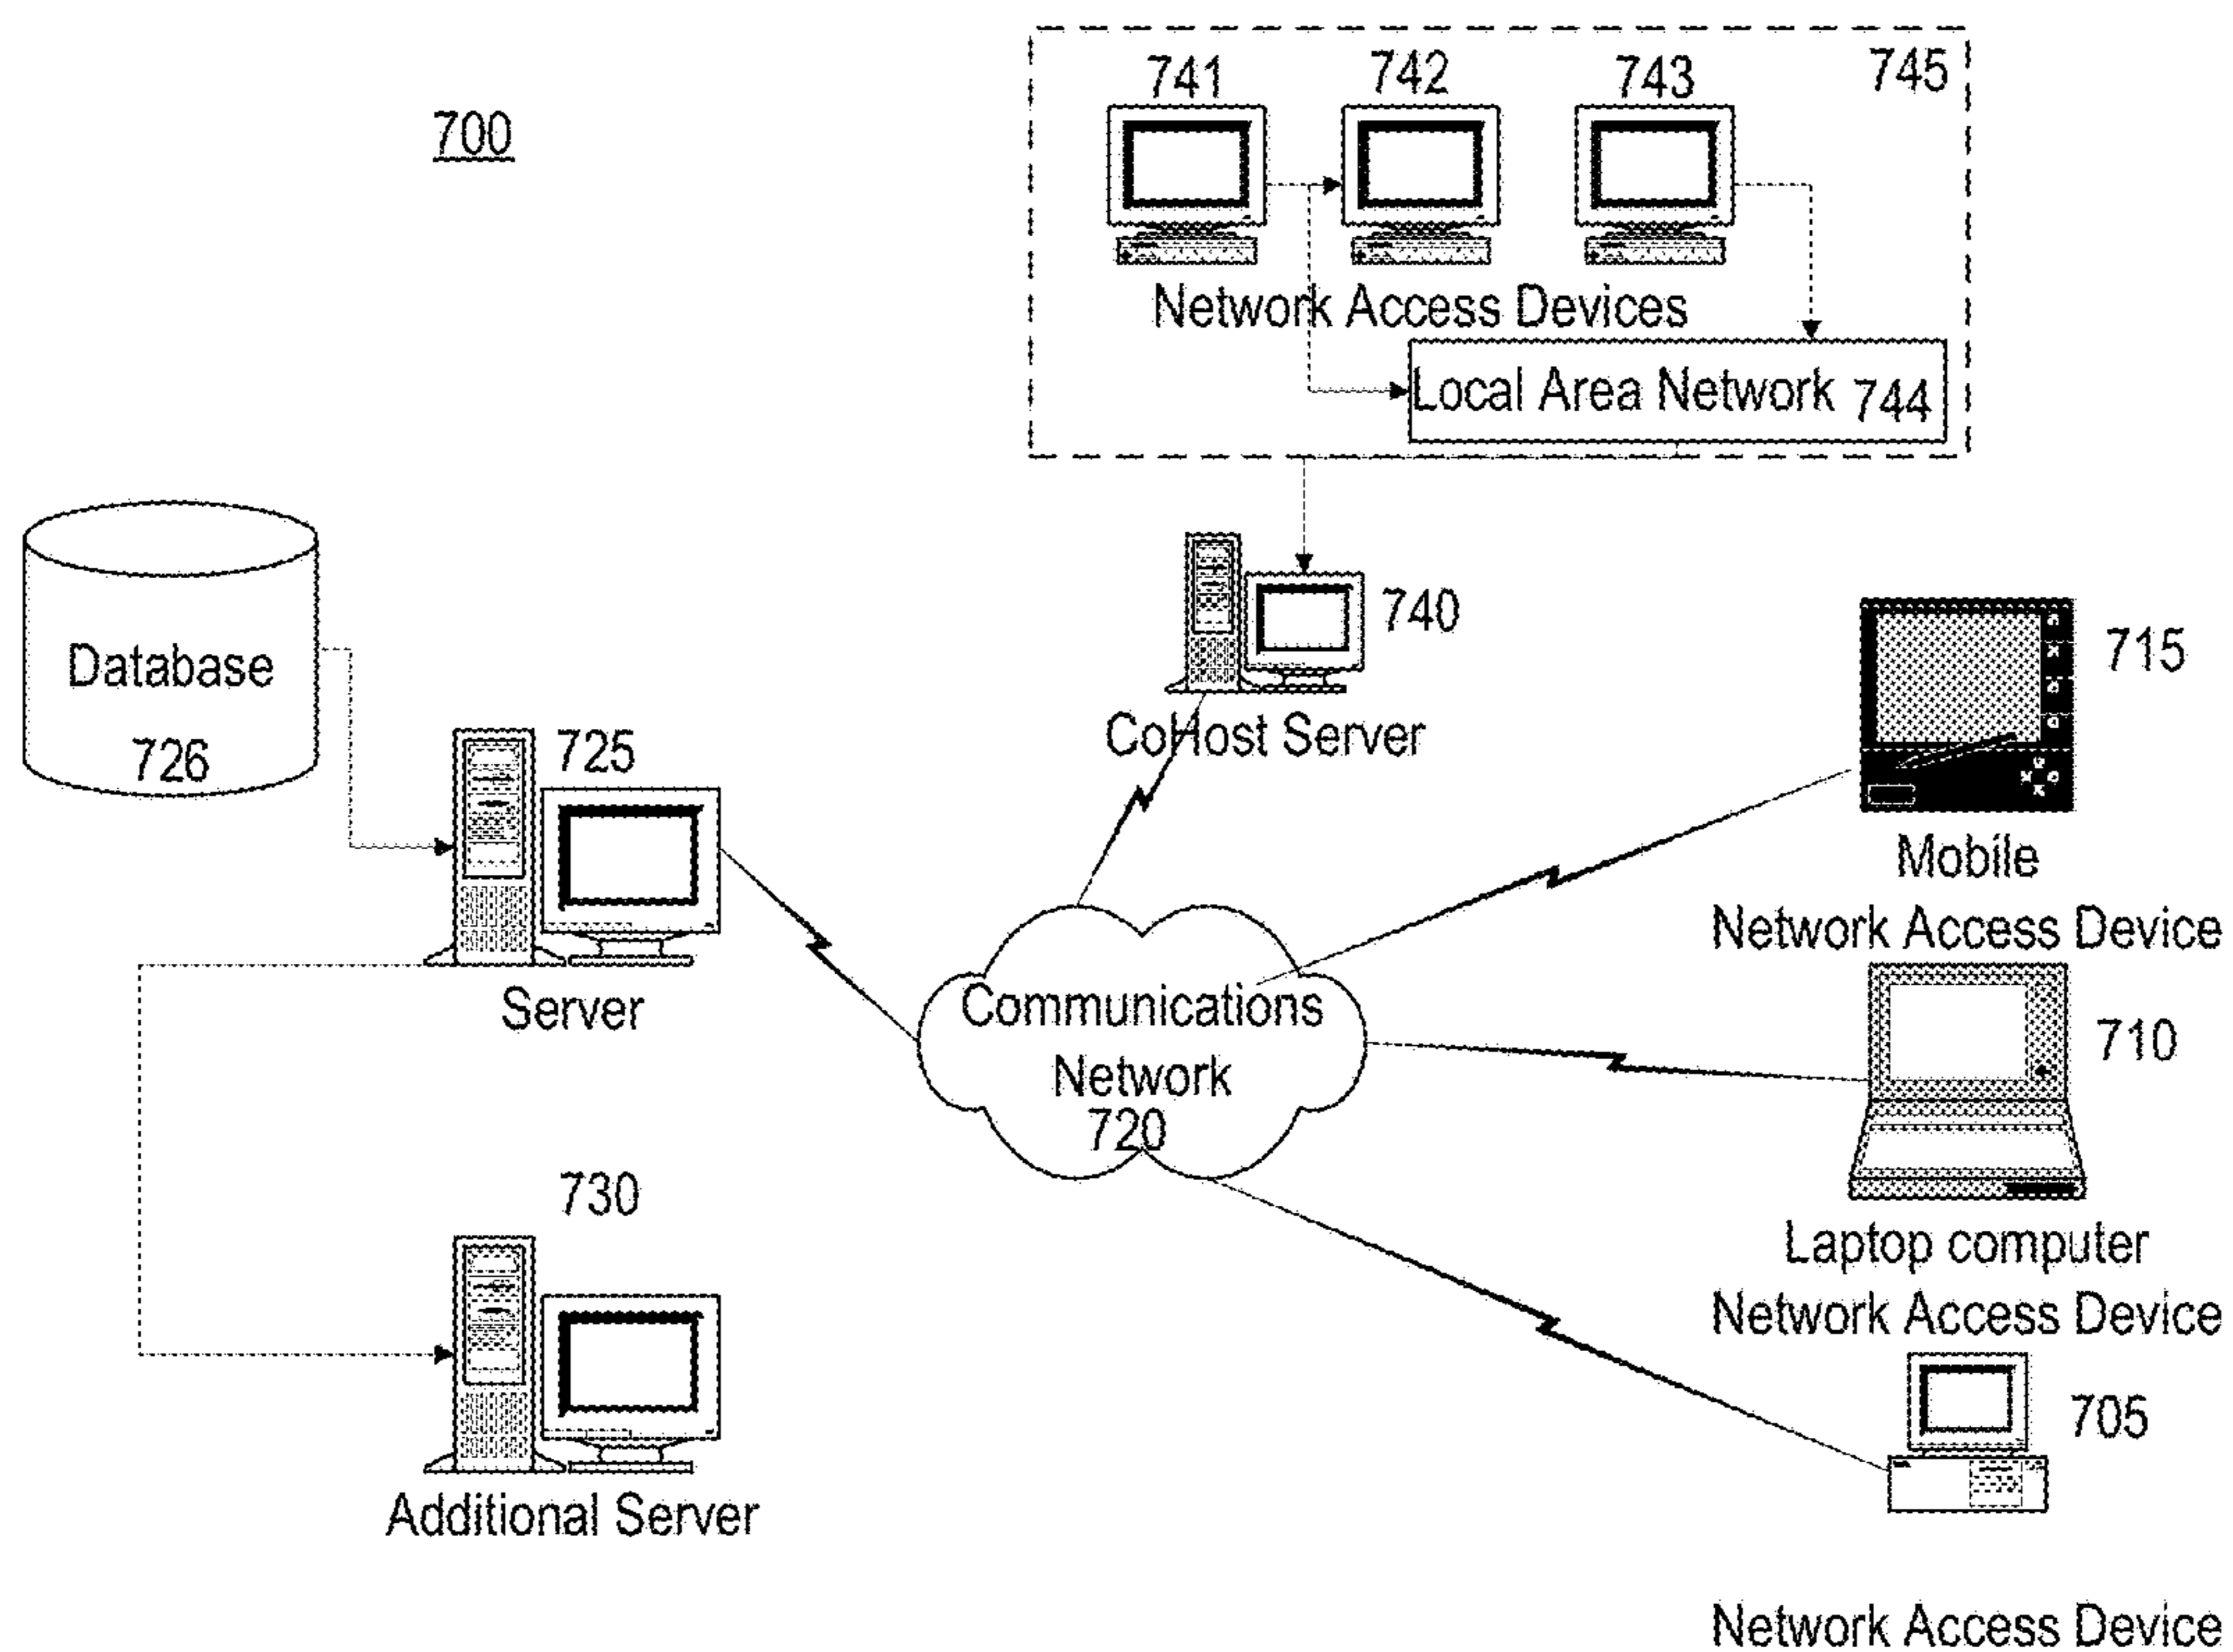 700
741 742 743 745
Network Access Devices
Local Area Network 744
Database
726
725
Server
740
CoHost Server
715
Mobile
Network Access Device
Communications
Network
720
710
Laptop computer
Network Access Device
730
Additional Server
705
Network Access Device